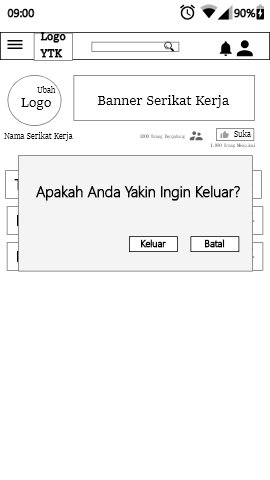 09:00
90%
Logo
YTK
Ubah
Logo
Banner Serikat Kerja
Nama Serikat Kerja
1000 Orang Bergabung
Suka
1.000 Orang Menyukai
Apakah Anda Yakin Ingin Keluar?
Keluar
Batal